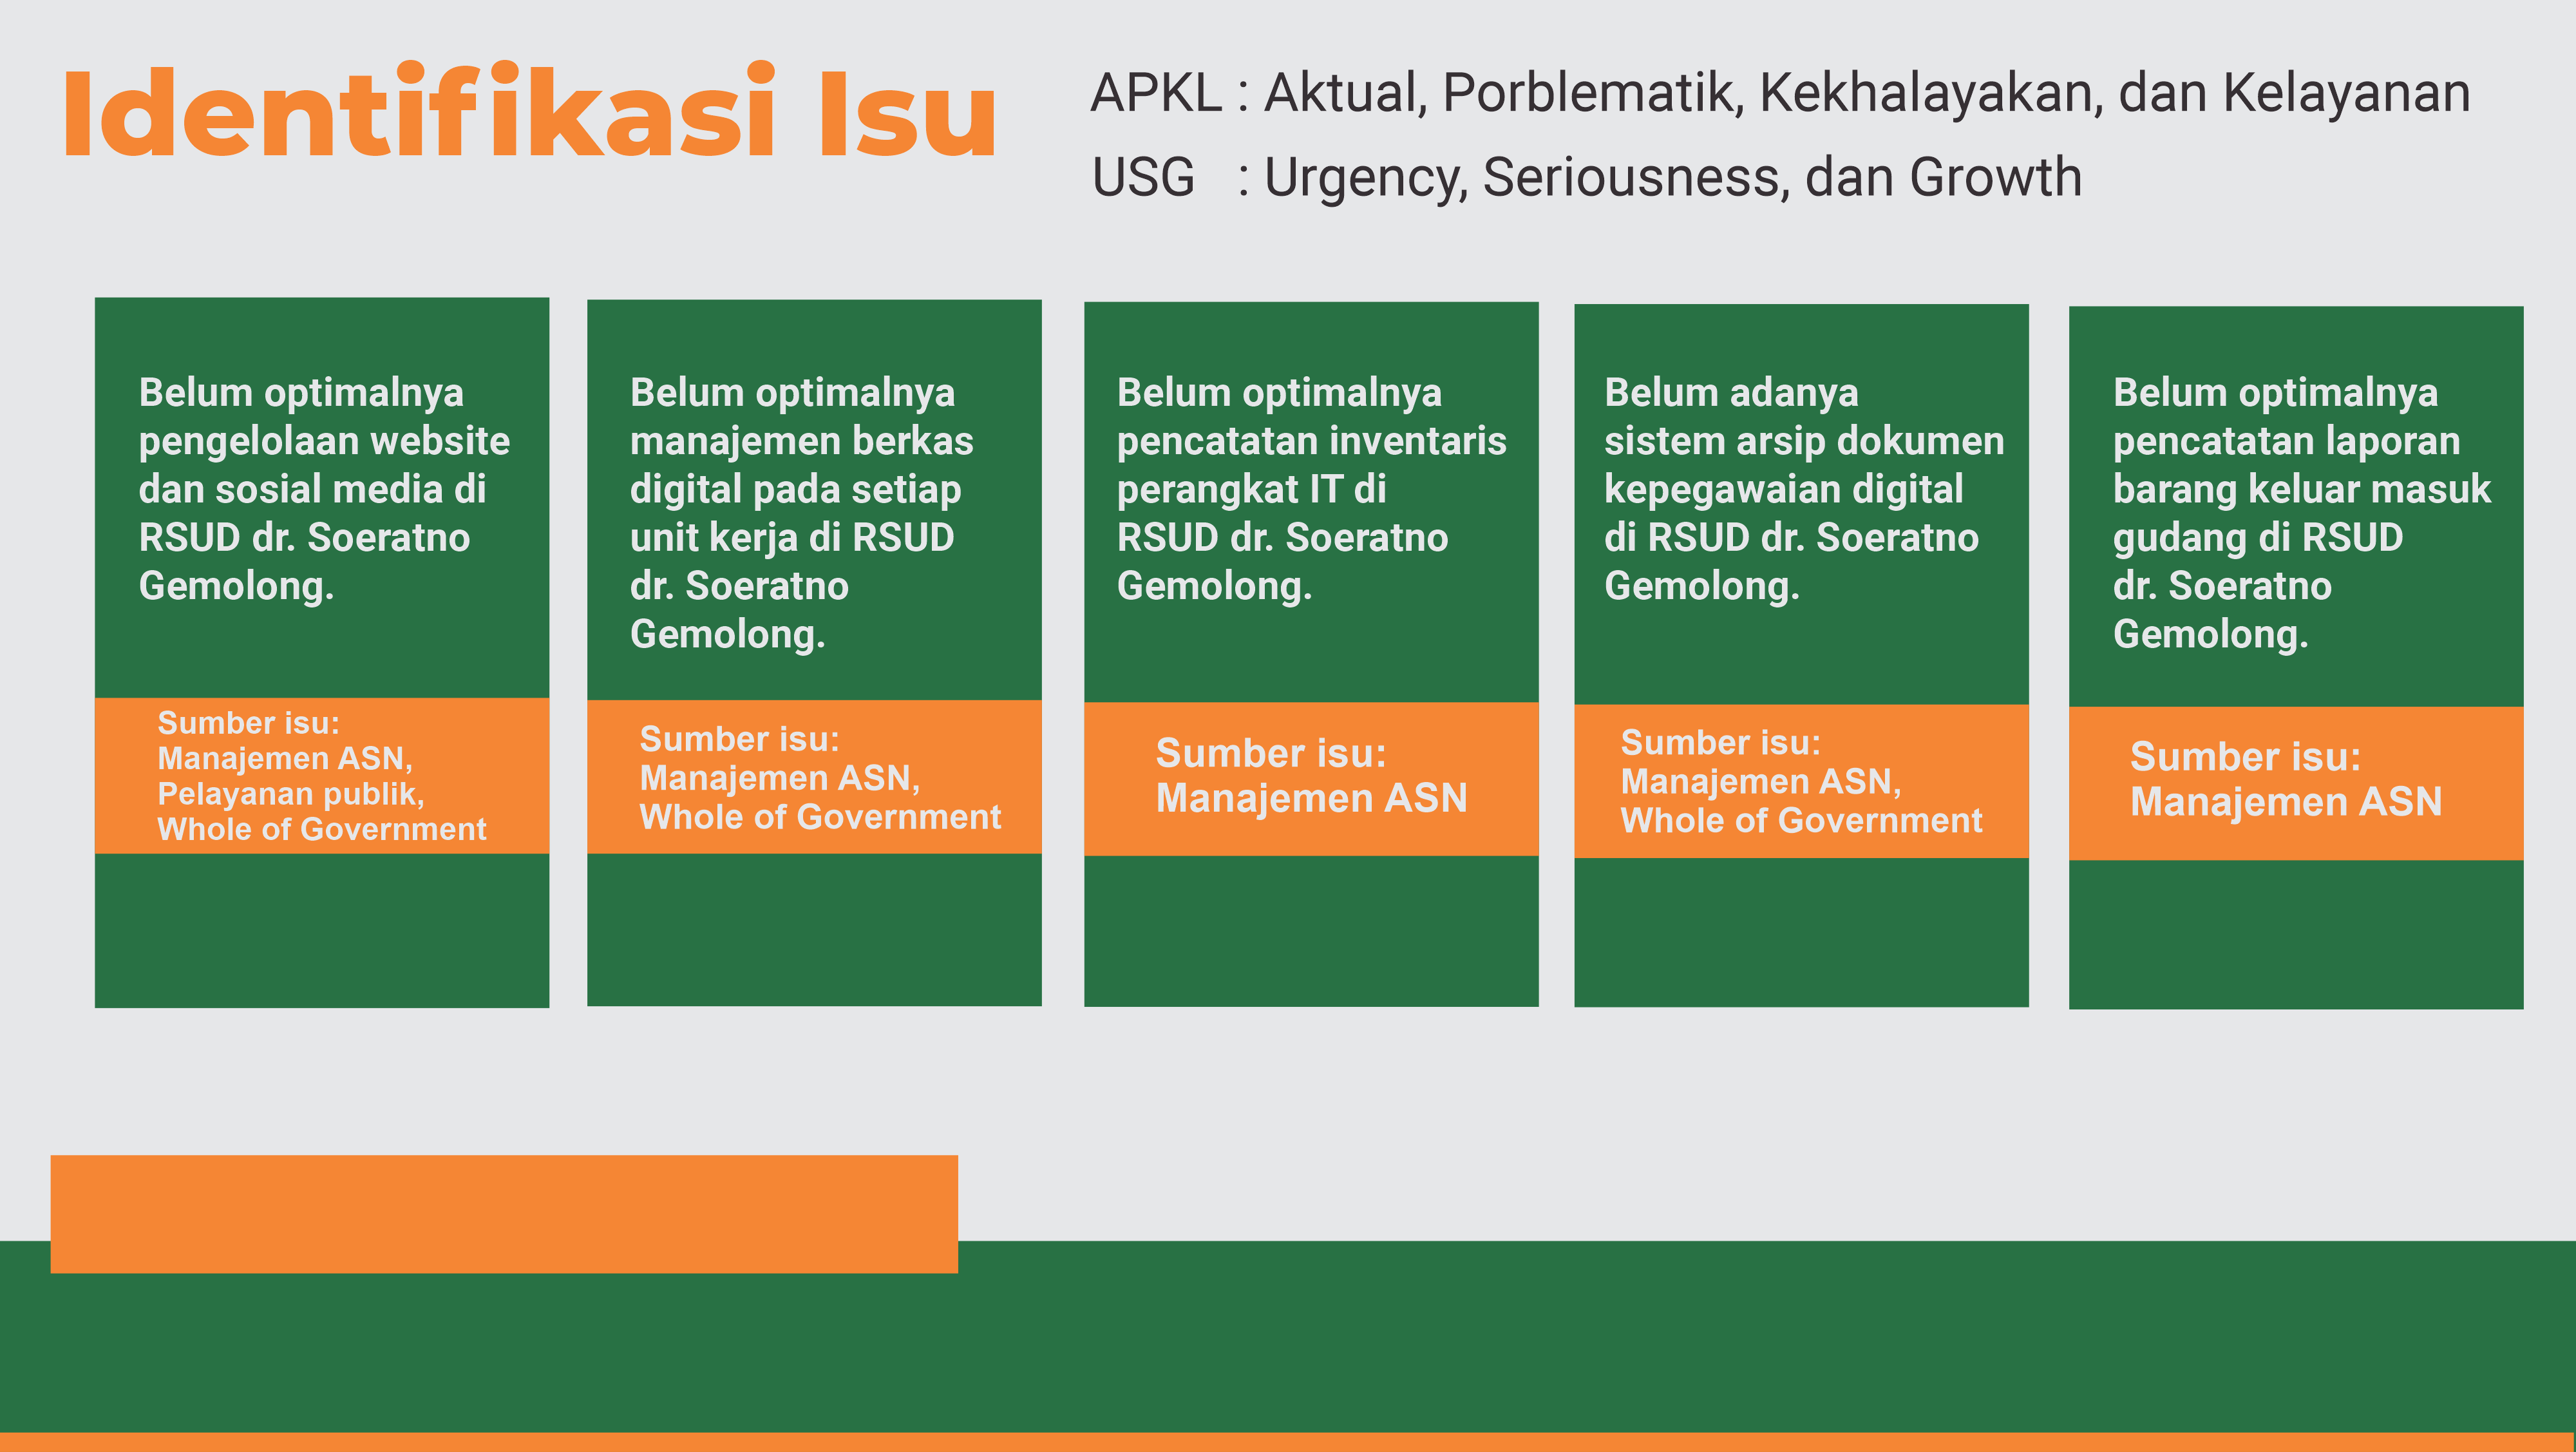 Identifikasi Isu
APKL : Aktual, Porblematik, Kekhalayakan, dan Kelayanan
USG : Urgency, Seriousness, dan Growth
Belum optimalnya
pengelolaan website
dan sosial media di
RSUD dr. Soeratno
Gemolong.
Sumber isu:
Manajemen ASN,
Pelayanan publik,
Whole of Government
Belum optimalnya
manajemen berkas
digital pada setiap
unit kerja di RSUD
dr. Soeratno
Gemolong.
Sumber isu:
Manajemen ASN,
Whole of Government
Belum optimalnya
pencatatan inventaris
perangkat IT di
RSUD dr. Soeratno
Gemolong.
Sumber isu:
Manajemen ASN
Belum adanya
sistem arsip dokumen
kepegawaian digital
di RSUD dr. Soeratno
Gemolong.
Sumber isu:
Manajemen ASN,
Whole of Government
Belum optimalnya
pencatatan laporan
barang keluar masuk
gudang di RSUD
dr. Soeratno
Gemolong.
Sumber isu:
Manajemen ASN